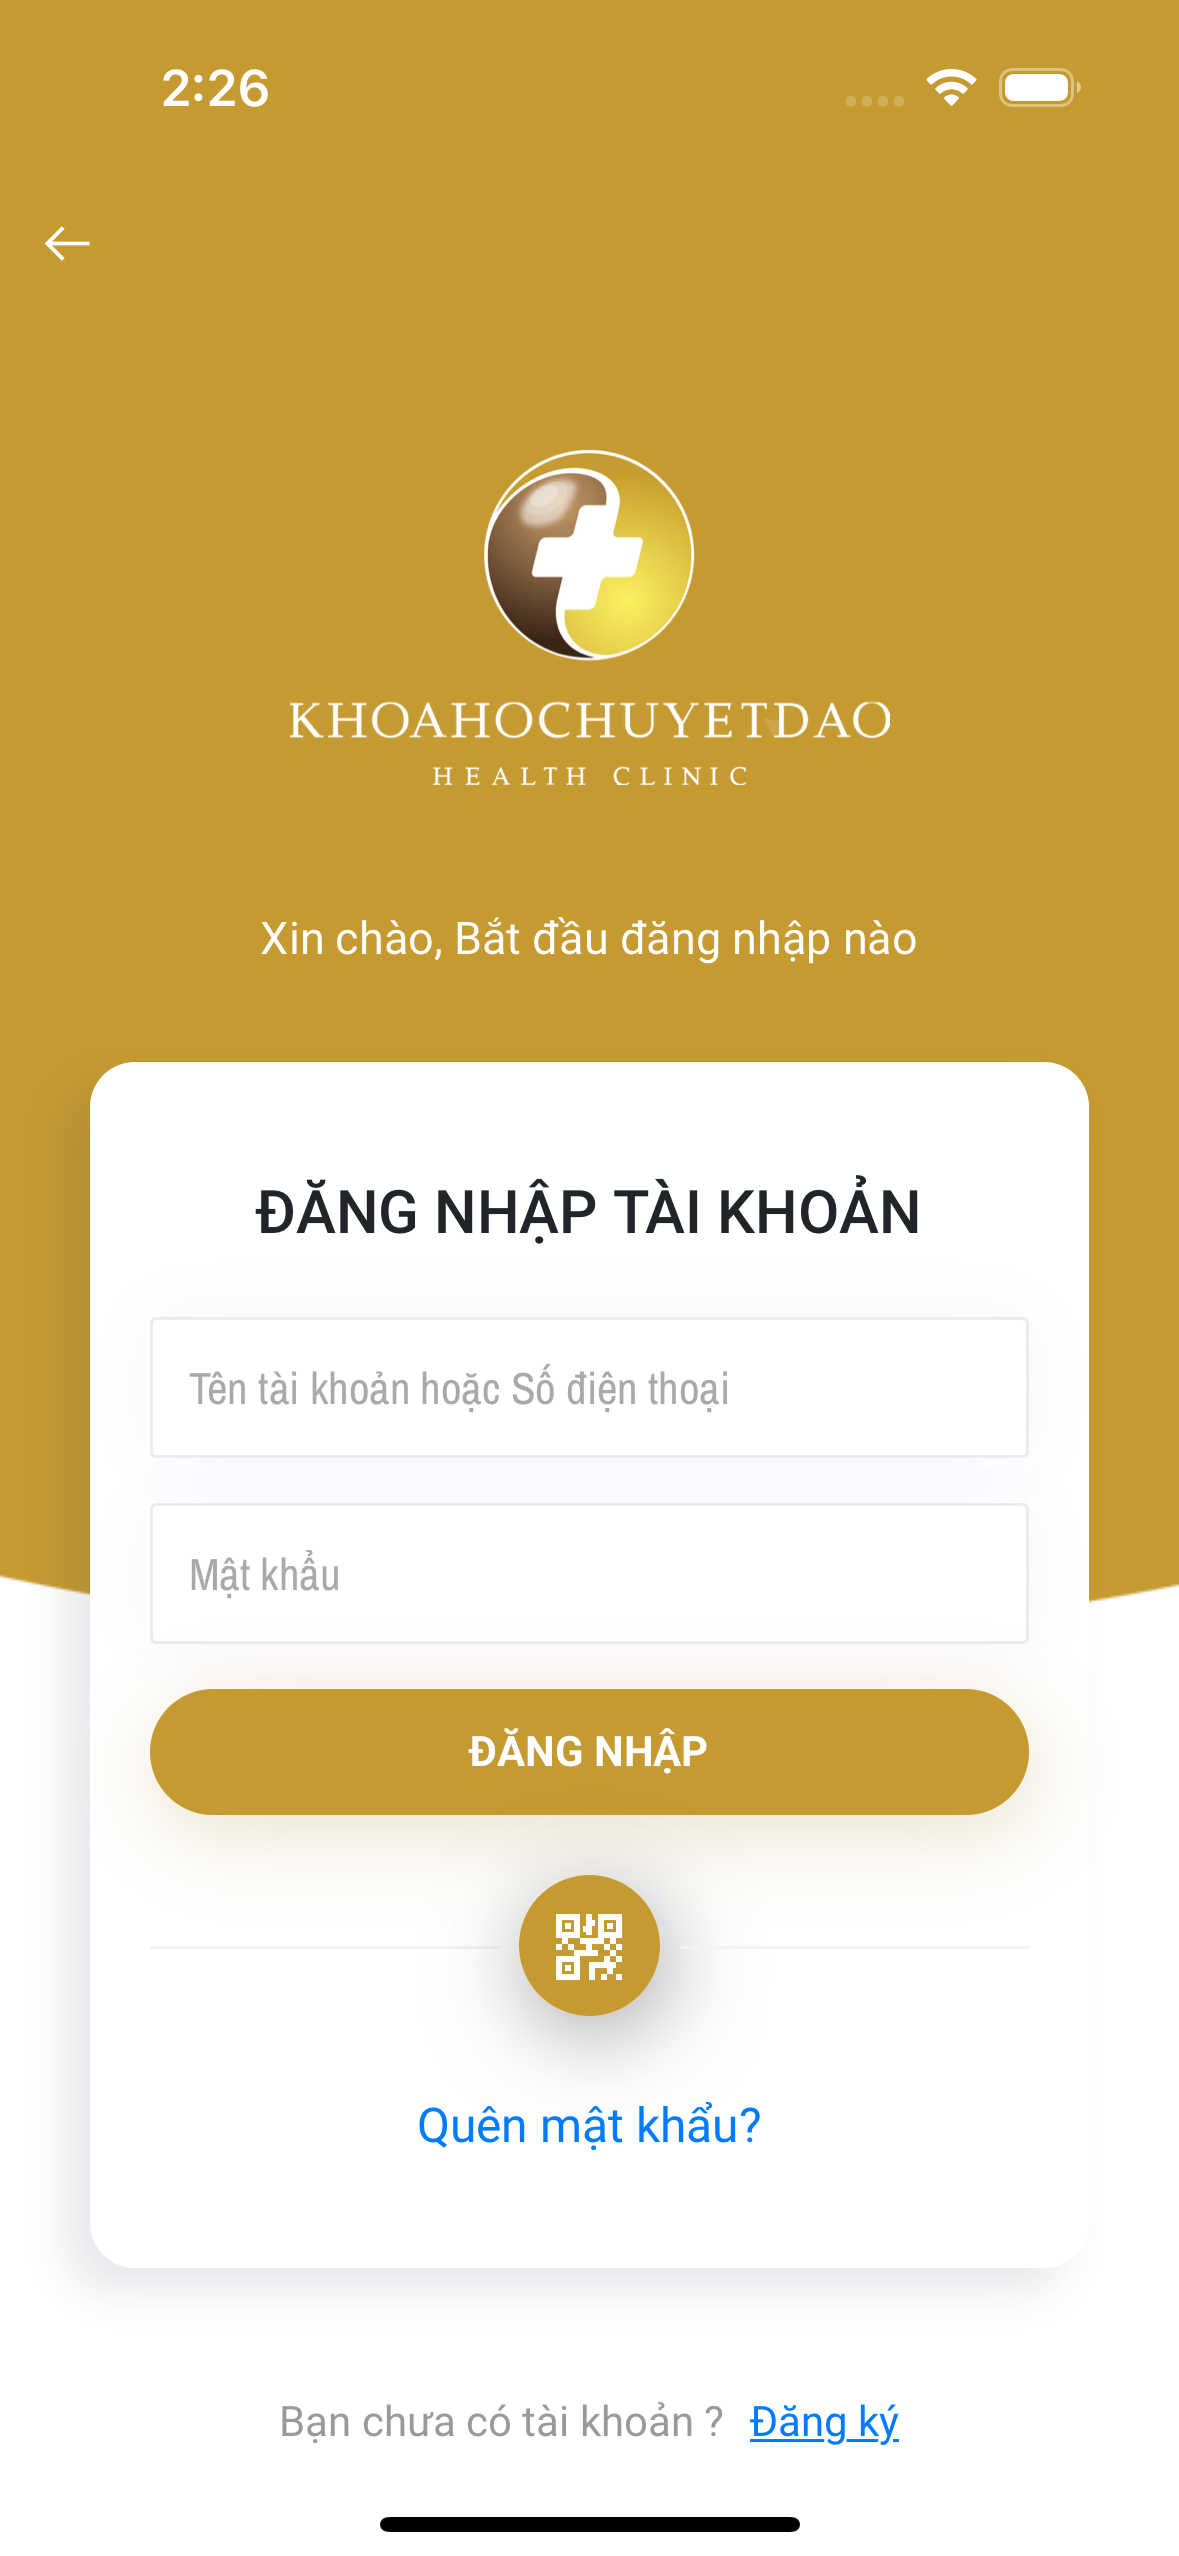 2:26
KHOAHOCHUYETDAO
HEALTH CLINIC
Xin chào, Bắt đầu đăng nhập nào
ĐĂNG NHẬP TÀI KHOẢN
Tên tài khoản hoặc Số điện thoại
Mật khẩu
ĐĂNG NHẬP
Quên mật khẩu?
Bạn chưa có tài khoản ? Đăng ký